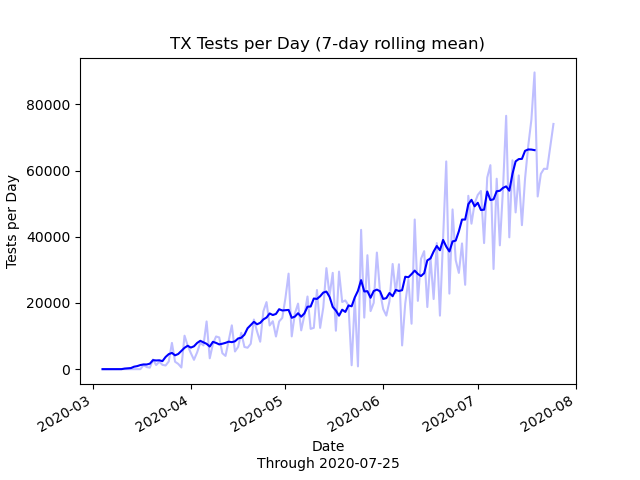 TX Tests per Day (7-day rolling mean)
80000
60000
40000
20000
0
Tests per Day
2020-03
2020-04
2020-05
2020-06
2020-07
2020-08
Date
Through 2020-07-25